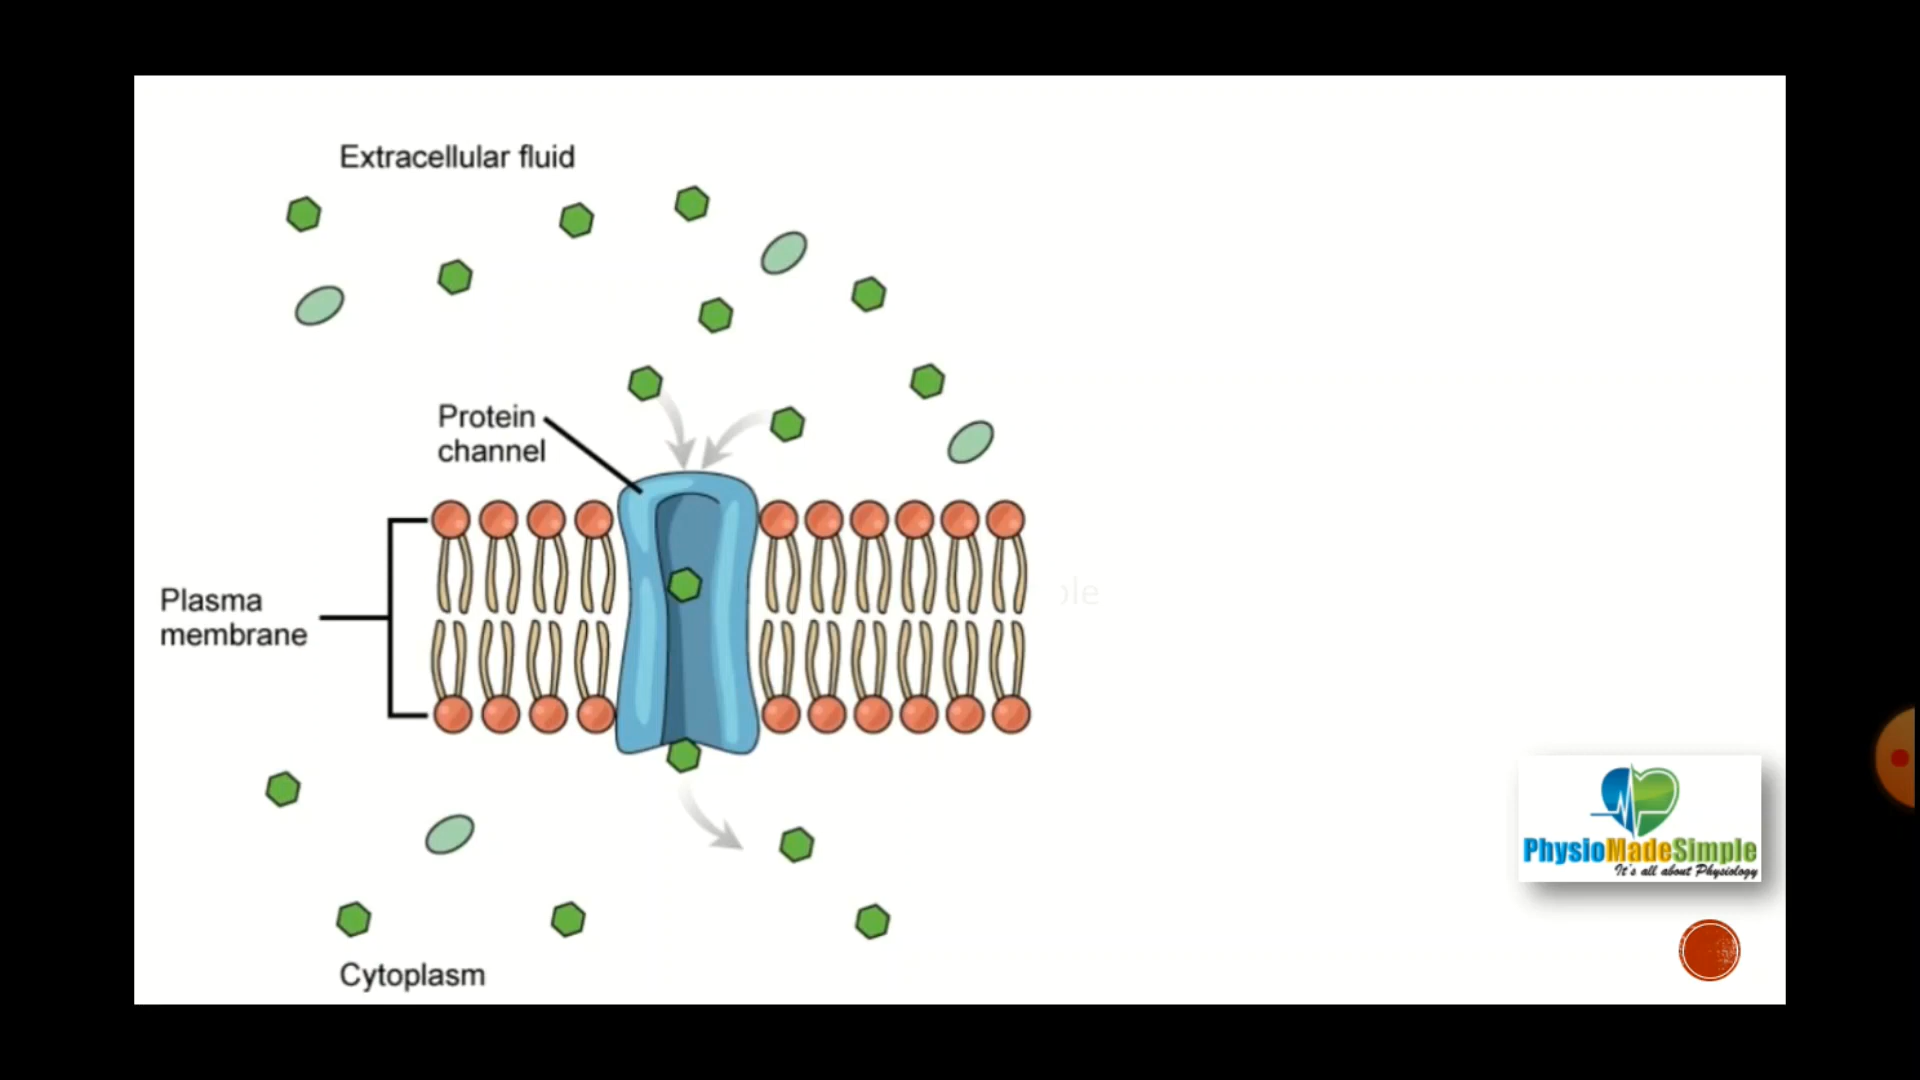 Extracellular fluid
Protein
channel
Plasma
membrane
PhysioMadeSimple
It's all about Physiology
Cytoplasm